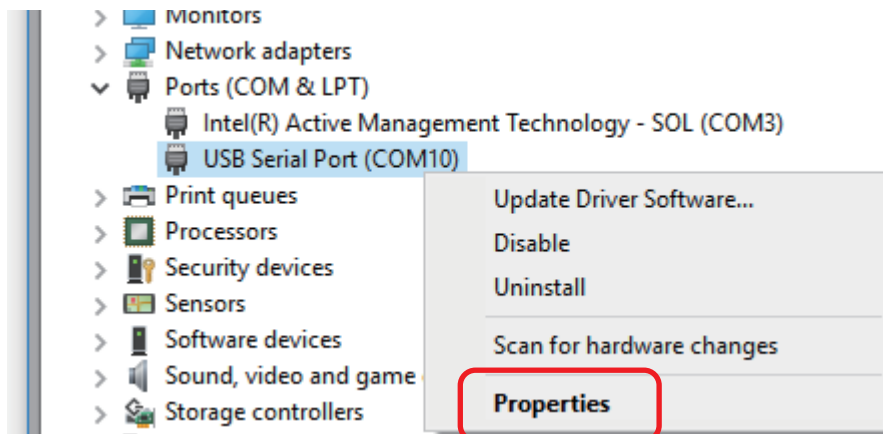 Monitors
Network adapters
Ports (COM & LPT)
Intel(R) Active Management Technology - SOL (COM3)
USB Serial Port (COM10)
Print queues
Processors
Security devices
Sensors
Software devices
Sound, video and game
Storage controllers
Update Driver Software...
Disable
Uninstall
Scan for hardware changes
Properties